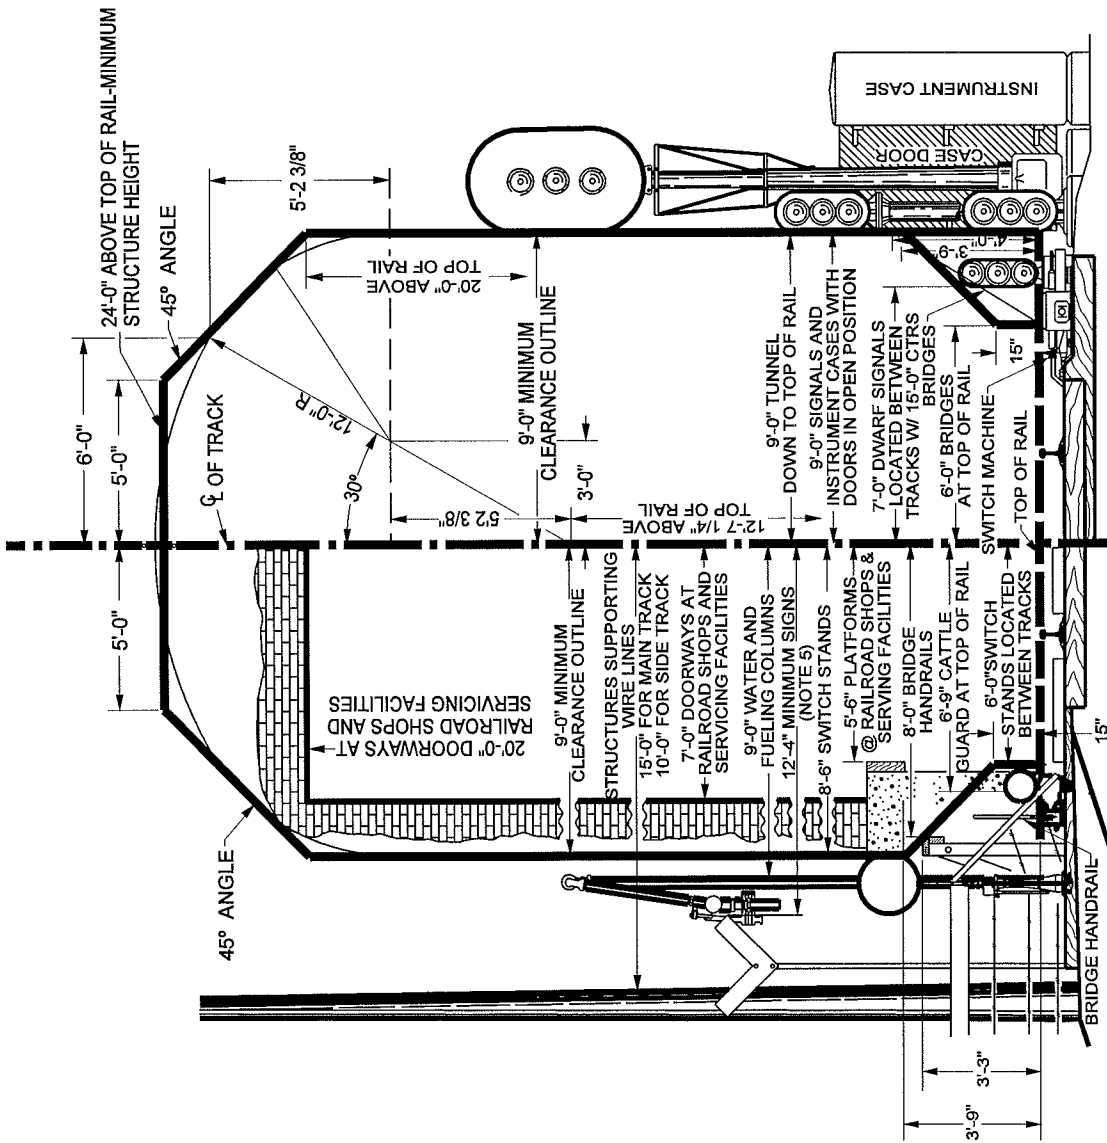 24'-0" ABOVE TOP OF RAIL-MINIMUM
STRUCTURE HEIGHT
45° ANGLE
6'-0"
5'-0"
5'-0"
5'-2 3/8"
℄ OF TRACK
12'-0" R
30°
20'-0" ABOVE
TOP OF RAIL
9'-0" MINIMUM
CLEARANCE OUTLINE
3'-0"
5'2 3/8"
12'-7 1/4" ABOVE
TOP OF RAIL
9'-0" TUNNEL
DOWN TO TOP OF RAIL
9'-0" SIGNALS AND
INSTRUMENT CASES WITH
DOORS IN OPEN POSITION
7'-0" DWARF SIGNALS
LOCATED BETWEEN
TRACKS W/ 15'-0" CTRS
BRIDGES
6'-0" BRIDGES
AT TOP OF RAIL
SWITCH MACHINE
TOP OF RAIL
15"
3'-9"
4'-0"
CASE DOOR
INSTRUMENT CASE
45° ANGLE
20'-0" DOORWAYS AT
RAILROAD SHOPS AND
SERVICING FACILITIES
9'-0" MINIMUM
CLEARANCE OUTLINE
STRUCTURES SUPPORTING
WIRE LINES
15'-0" FOR MAIN TRACK
10'-0" FOR SIDE TRACK
7'-0" DOORWAYS AT
RAILROAD SHOPS AND
SERVICING FACILITIES
9'-0" WATER AND
FUELING COLUMNS
12'-4" MINIMUM SIGNS
(NOTE 5)
8'-6" SWITCH STANDS
5'-6" PLATFORMS
@ RAILROAD SHOPS &
SERVING FACILITIES
8'-0" BRIDGE
HANDRAILS
6'-9" CATTLE
GUARD AT TOP OF RAIL
6'-0"SWITCH
STANDS LOCATED
BETWEEN TRACKS
15"
BRIDGE HANDRAIL
3'-3"
3'-9"